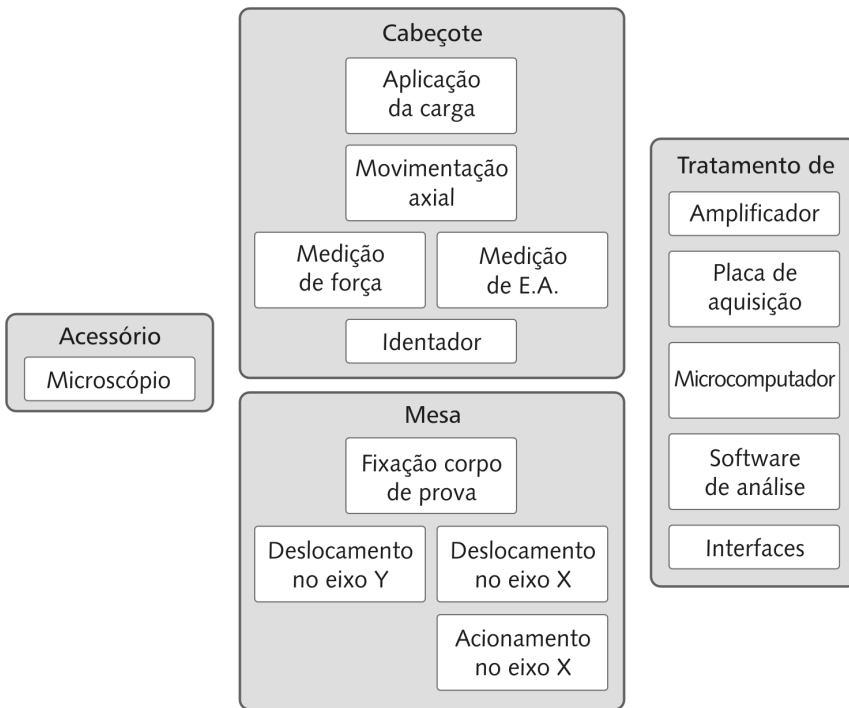 Cabeçote
Aplicação
da carga
Movimentação
axial
Medição
de força
Medição
de E.A.
Identador
Acessório
Microscópio
Mesa
Fixação corpo
de prova
Deslocamento
no eixo Y
Deslocamento
no eixo X
Acionamento
no eixo X
Tratamento de
Amplificador
Placa de
aquisição
Microcomputador
Software
de análise
Interfaces